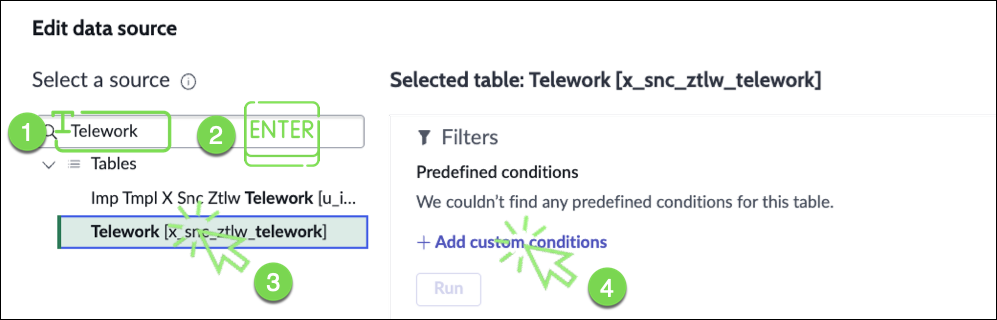 Edit data source
Select a source
Selected table: Telework [x_snc_ztlw_telework]
1
T
Telework
2
ENTER
Filters
Tables
Predefined conditions
Imp Tmpl X Snc Ztlw Telework [u_i...
We couldn't find any predefined conditions for this table.
Telework [x_snc_ztlw_telework]
+ Add custom conditions
3
Run
4